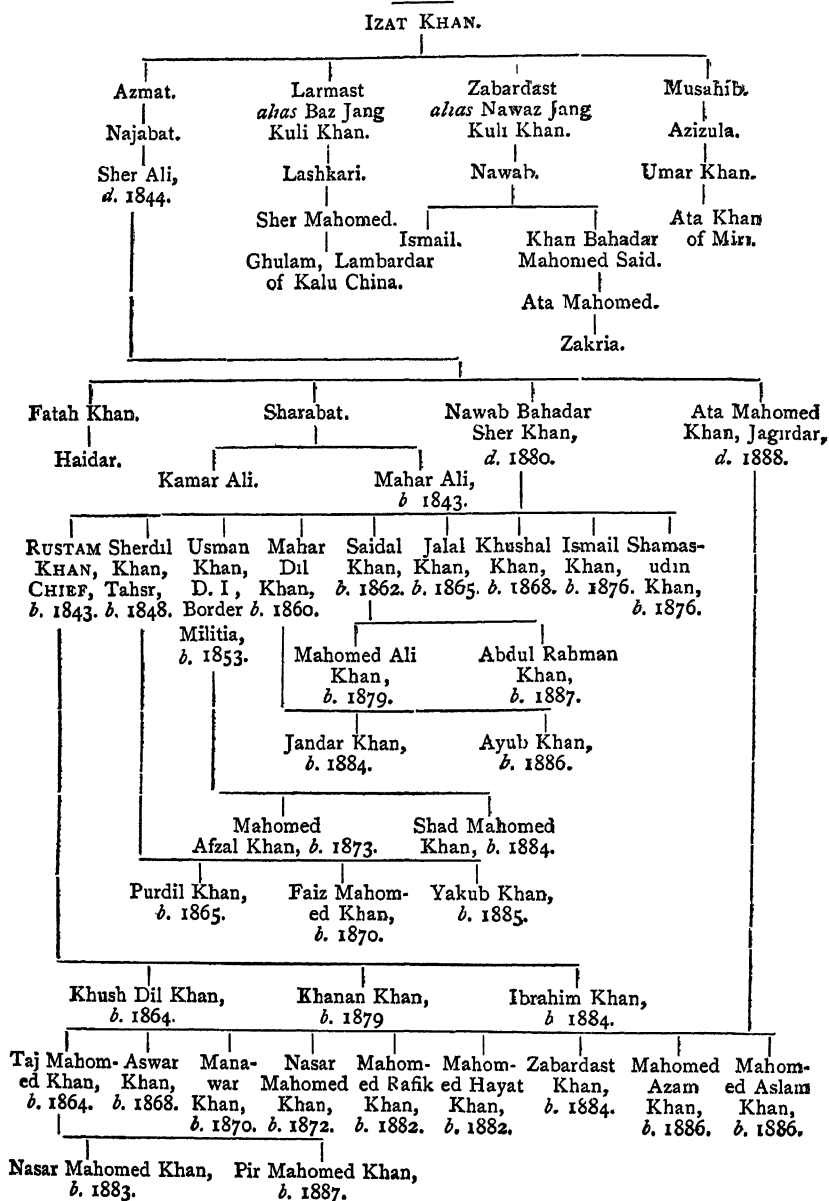 IZAT KHAN.
Azmat.
Larmast
alias Baz Jang
Kuli Khan.
Zabardast
alias Nawaz Jang
Kuli Khan.
Musahib.
Najabat.
Azizula.
Sher Ali,
d. 1844.
Lashkari.
Nawab.
Umar Khan.
Sher Mahomed.
Ata Khan
of Miri.
Ismail.
Khan Bahadar
Mahomed Said.
Ghulam, Lambardar
of Kalu China.
Ata Mahomed.
Zakria.
Fatah Khan.
Sharabat.
Nawab Bahadar
Sher Khan,
d. 1880.
Ata Mahomed
Khan, Jagirdar,
d. 1888.
Haidar.
Kamar Ali.
Mahar Ali,
b 1843.
RUSTAM
KHAN,
CHIEF,
b. 1843.
Sherdil
Khan,
Tahsr,
b. 1848.
Usman
Khan,
D. I,
Border
Militia,
b. 1853.
Mahar
Dil
Khan,
b. 1860.
Saidal
Khan,
b. 1862.
Jalal
Khan,
b. 1865.
Khushal
Khan,
b. 1868.
Ismail
Khan,
b. 1876.
Shamas-
udin
Khan,
b. 1876.
Mahomed Ali
Khan,
b. 1879.
Abdul Rahman
Khan,
b. 1887.
Jandar Khan,
b. 1884.
Ayub Khan,
b. 1886.
Mahomed
Afzal Khan, b. 1873.
Shad Mahomed
Khan, b. 1884.
Purdil Khan,
b. 1865.
Faiz Mahom-
ed Khan,
b. 1870.
Yakub Khan,
b. 1885.
Khush Dil Khan,
b. 1864.
Khanan Khan,
b. 1879
Ibrahim Khan,
b 1884.
Taj Mahom-
ed Khan,
b. 1864.
Aswar
Khan,
b. 1868.
Mana-
war
Khan,
b. 1870.
Nasar
Mahomed
Khan,
b. 1872.
Mahom-
ed Rafik
Khan,
b. 1882.
Mahom-
ed Hayat
Khan,
b. 1882.
Zabardast
Khan,
b. 1884.
Mahomed
Azam
Khan,
b. 1886.
Mahom-
ed Aslam
Khan,
b. 1886.
Nasar Mahomed Khan,
b. 1883.
Pir Mahomed Khan,
b. 1887.